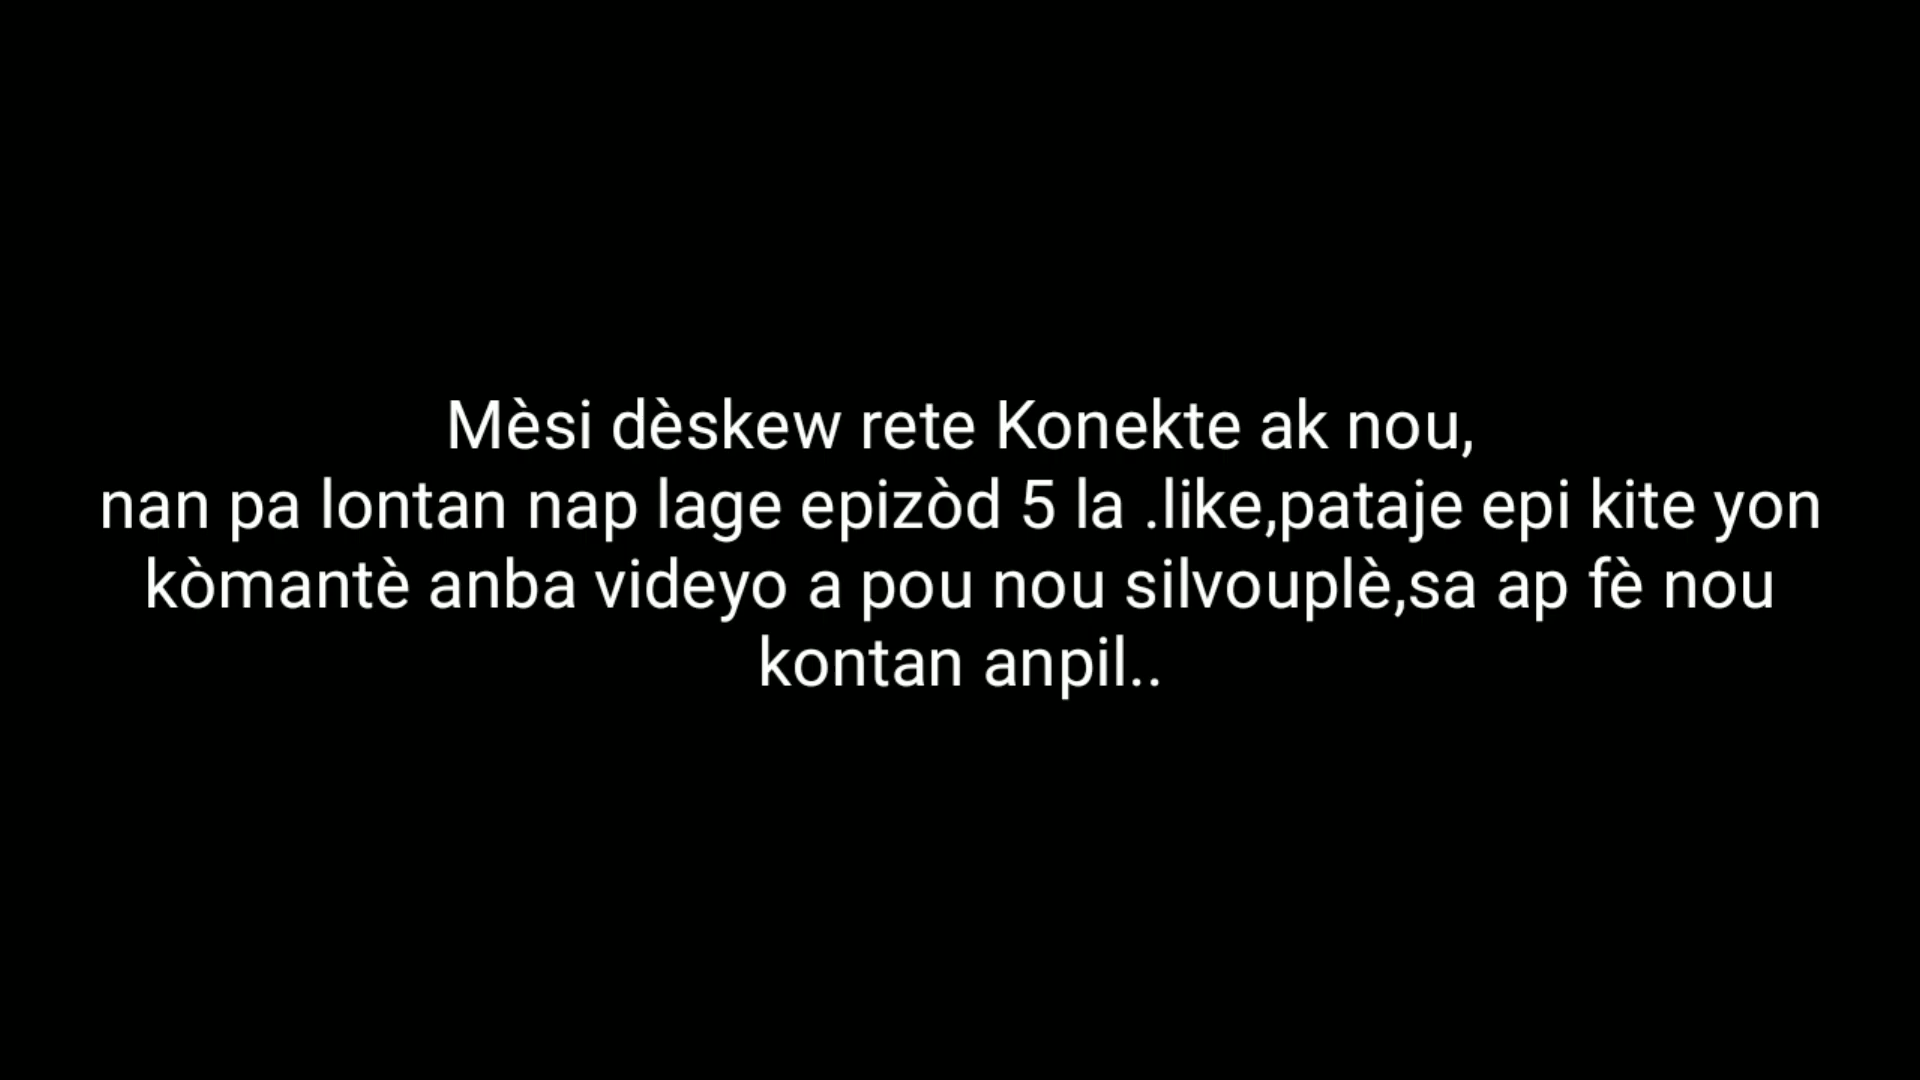 Mèsi dèskew rete Konekte ak nou,
nan pa lontan nap lage epizòd 5 la .like,pataje epi kite yon
kòmantè anba videyo a pou nou silvouplè,sa ap fè nou
kontan anpil..